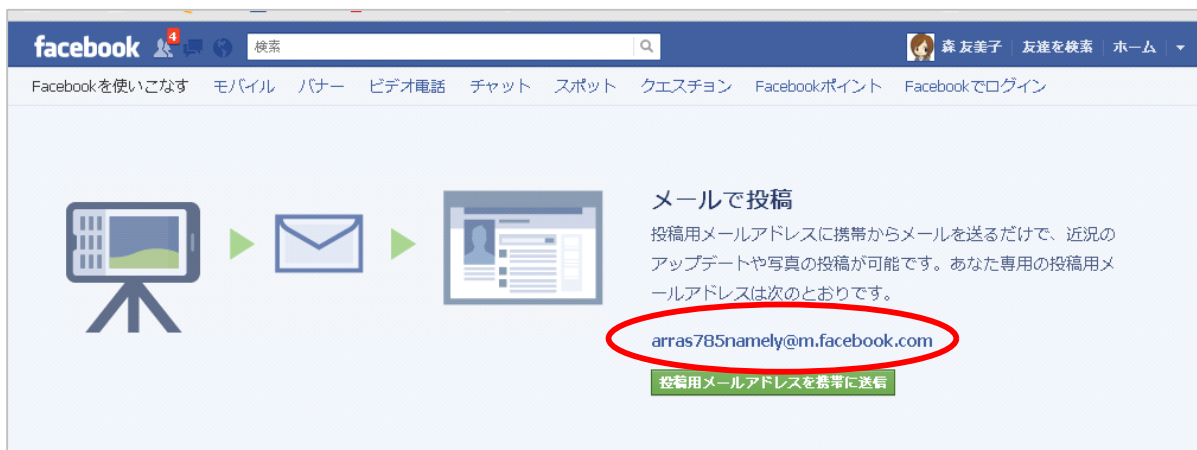 facebook 4 検索 森 友美子 友達を検索 ホーム
Facebookを使いこなす モバイル バナー ビデオ電話 チャット スポット クエスチョン Facebookポイント Facebookでログイン
メールで投稿
投稿用メールアドレスに携帯からメールを送るだけで、近況の
アップデートや写真の投稿が可能です。あなた専用の投稿用メ
ールアドレスは次のとおりです。
arras785namely@m.facebook.com
投稿用メールアドレスを携帯に送信